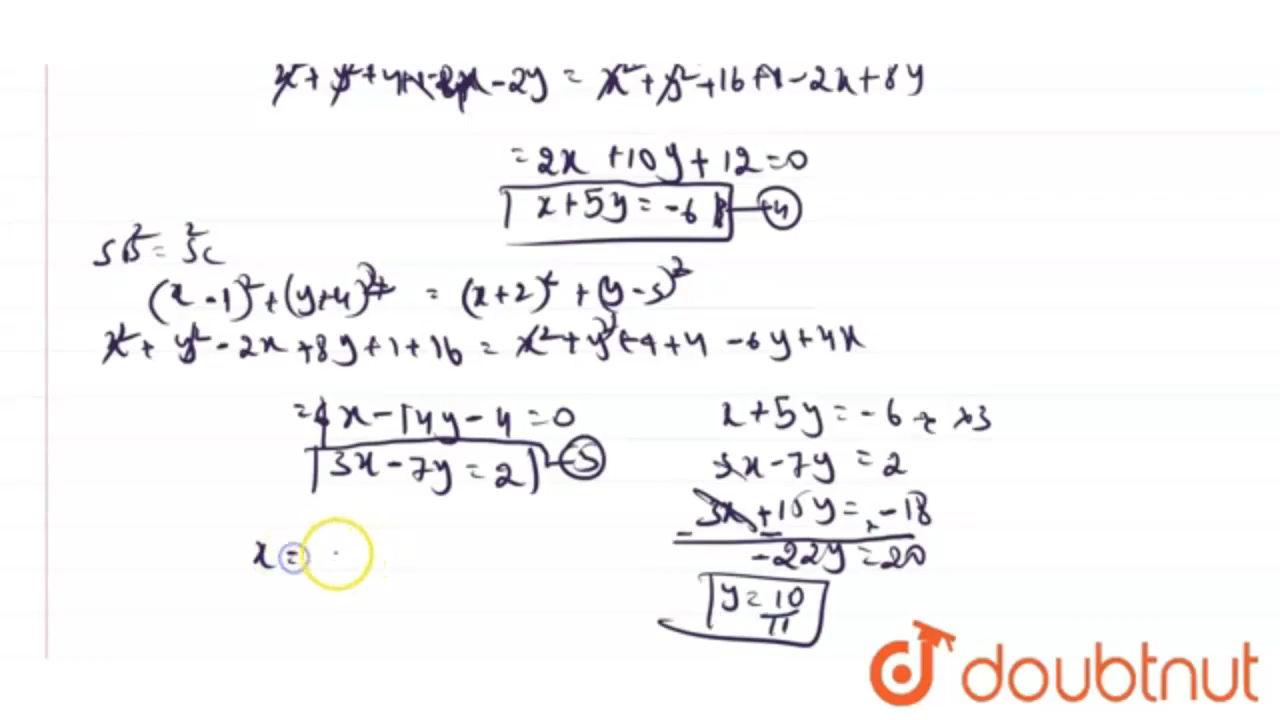 x² + y² + 4 - 2y = x² + y² + 16 + 1 - 2x + 8y
= 2x + 10y + 12 = 0
x + 5y = -6 4
SB² = SC²
(x - 1)² + (y + 4)² = (x + 2)² + (y - 3)²
x² + y² - 2x + 8y + 1 + 16 = x² + y² + 9 + 4 - 6y + 4x
= 6x - 14y - 4 = 0
3x - 7y = 2 5
x =
x + 5y = -6 × 3
3x - 7y = 2
3x + 15y = -18
-22y = 20
y = 10/11
doubtnut